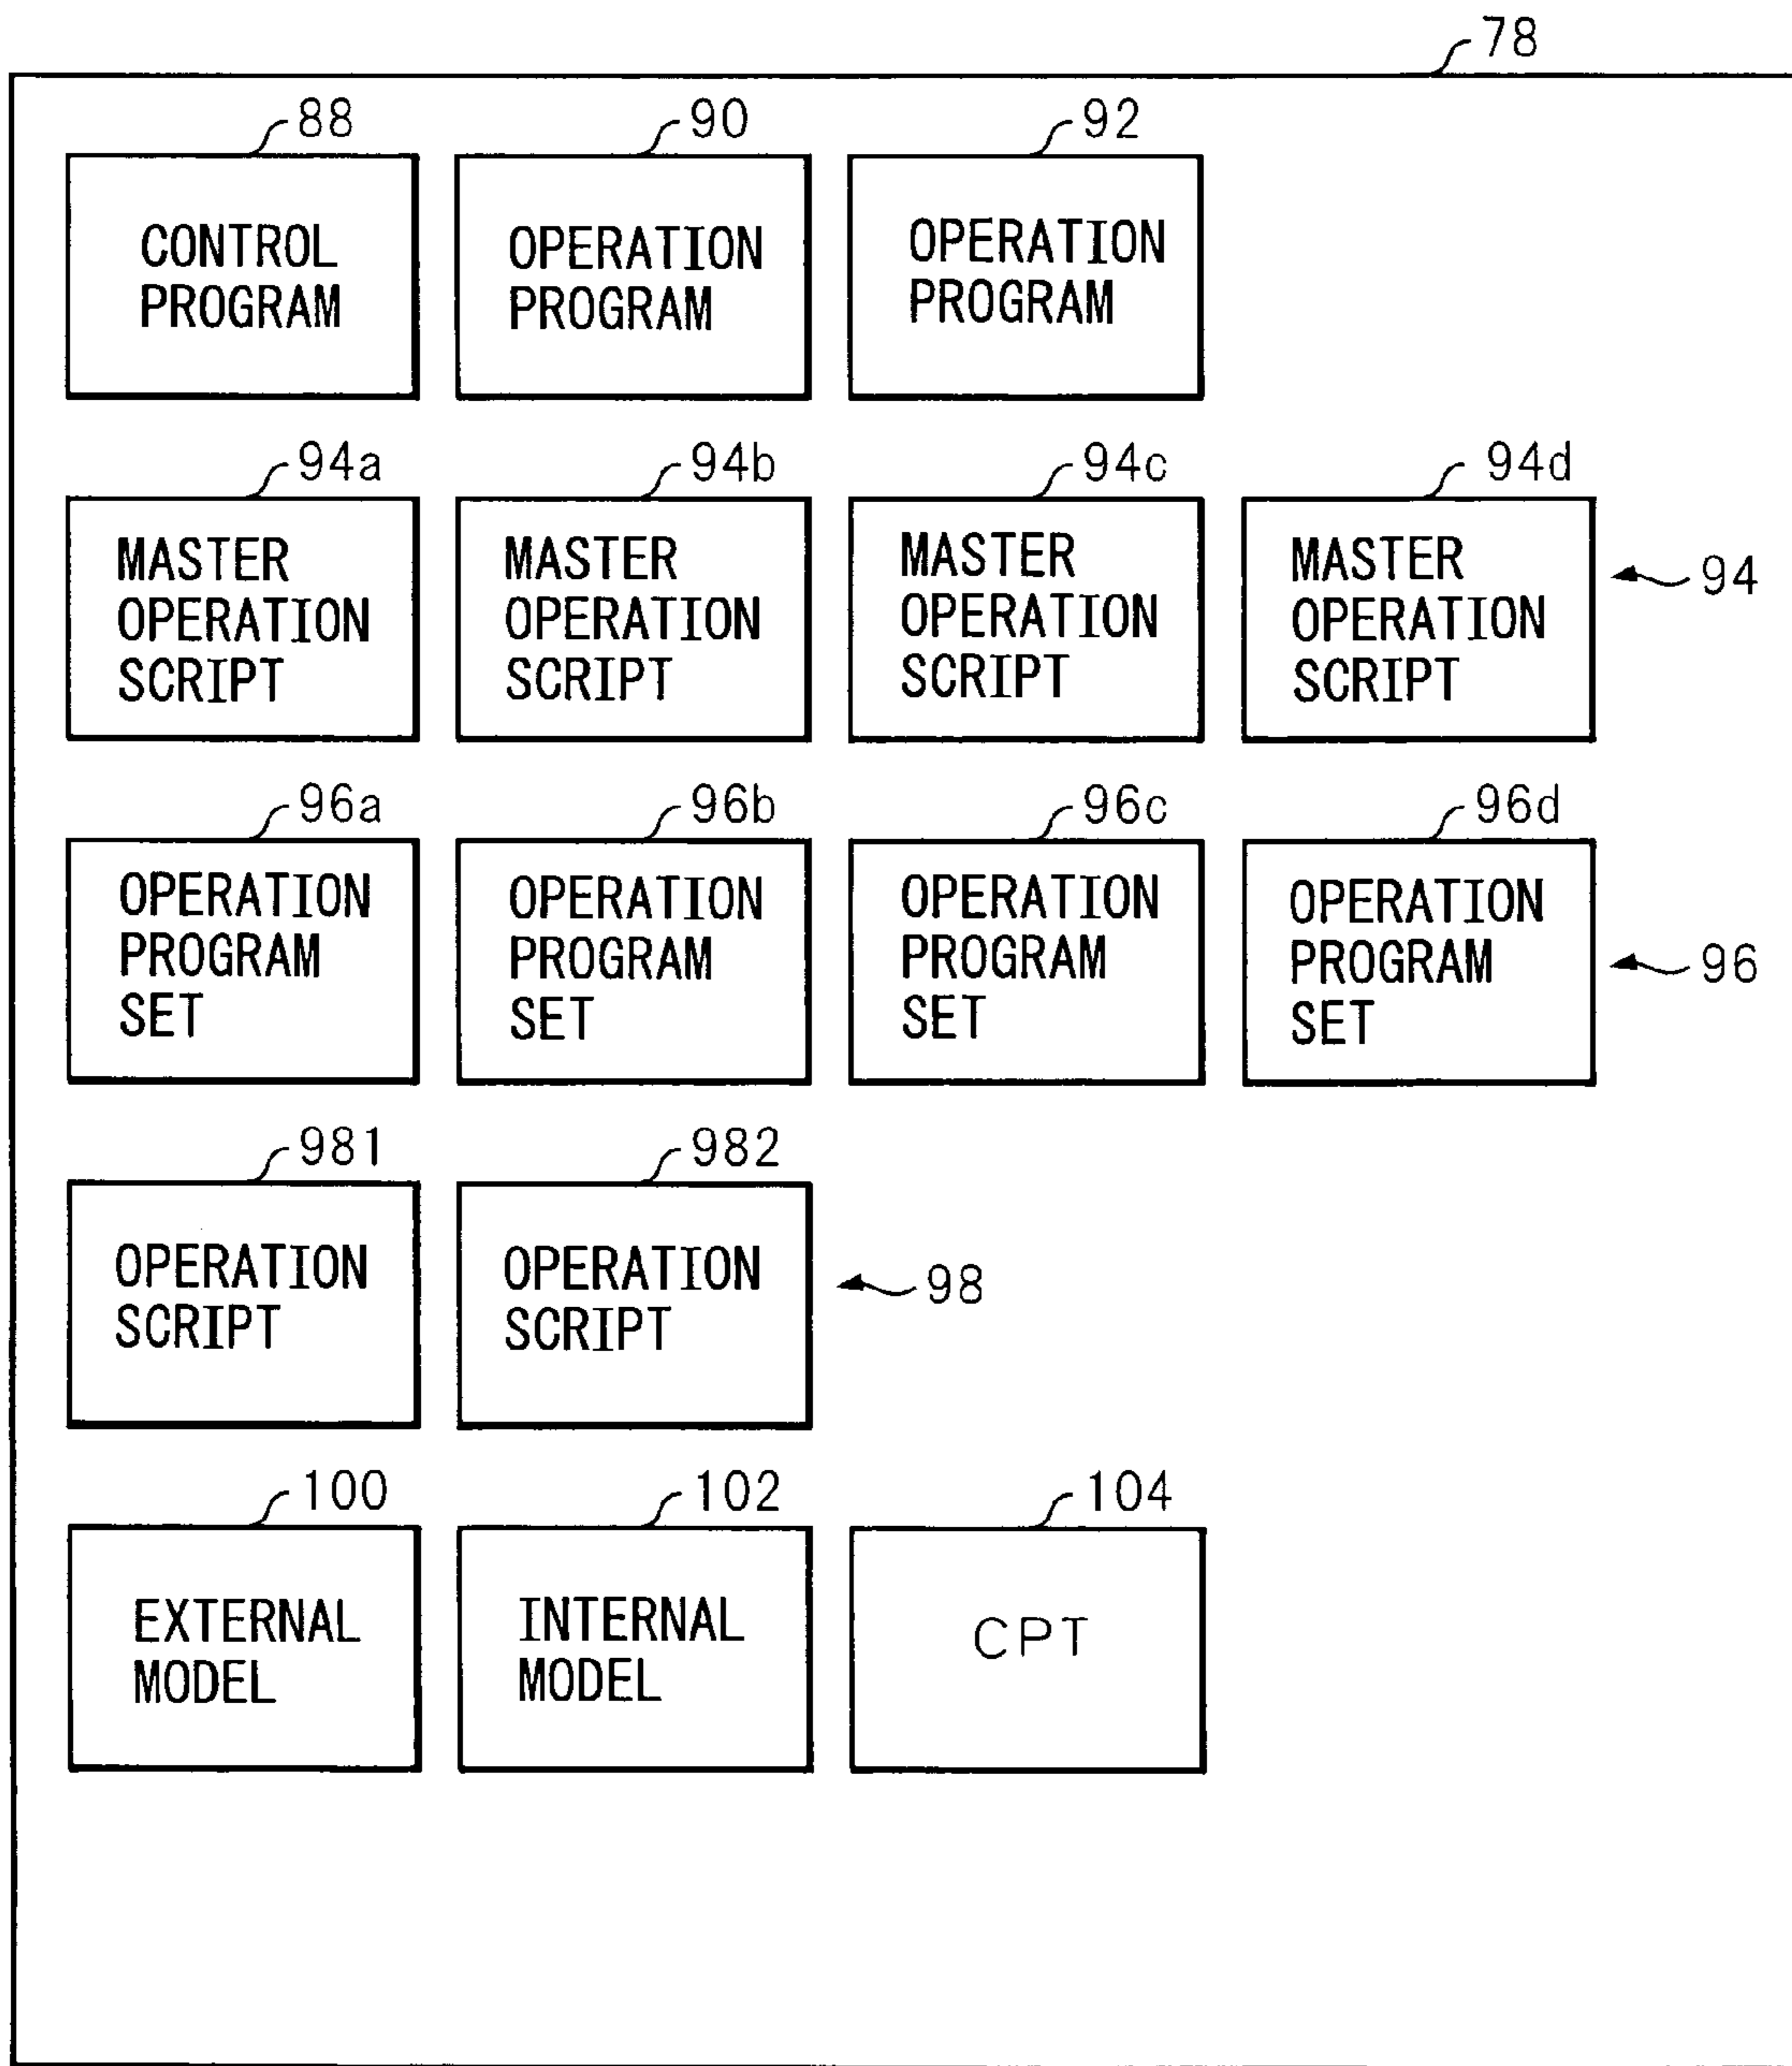 78
88
90
92
CONTROL
PROGRAM
OPERATION
PROGRAM
OPERATION
PROGRAM
94a
94b
94c
94d
MASTER
OPERATION
SCRIPT
MASTER
OPERATION
SCRIPT
MASTER
OPERATION
SCRIPT
MASTER
OPERATION
SCRIPT
94
96a
96b
96c
96d
OPERATION
PROGRAM
SET
OPERATION
PROGRAM
SET
OPERATION
PROGRAM
SET
OPERATION
PROGRAM
SET
96
981
982
OPERATION
SCRIPT
OPERATION
SCRIPT
98
100
102
104
EXTERNAL
MODEL
INTERNAL
MODEL
CPT